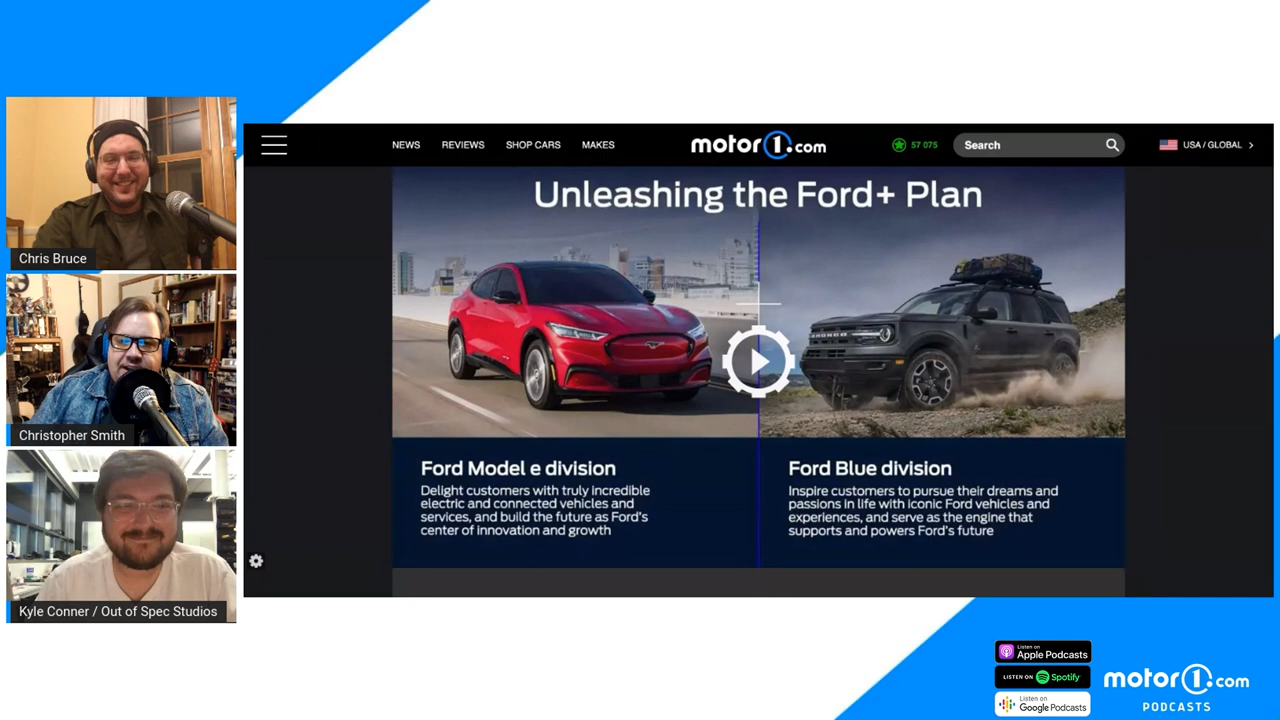 Chris Bruce
Christopher Smith
Kyle Conner / Out of Spec Studios
NEWS
REVIEWS
SHOP CARS
MAKES
motor1.com
57 075
Search
USA / GLOBAL
Unleashing the Ford+ Plan
BRONCO
Ford Model e division
Delight customers with truly incredible
electric and connected vehicles and
services, and build the future as Ford's
center of innovation and growth
Ford Blue division
Inspire customers to pursue their dreams and
passions in life with iconic Ford vehicles and
experiences, and serve as the engine that
supports and powers Ford's future
Listen on
Apple Podcasts
LISTEN ON Spotify
Listen on
Google Podcasts
motor1.com
PODCASTS